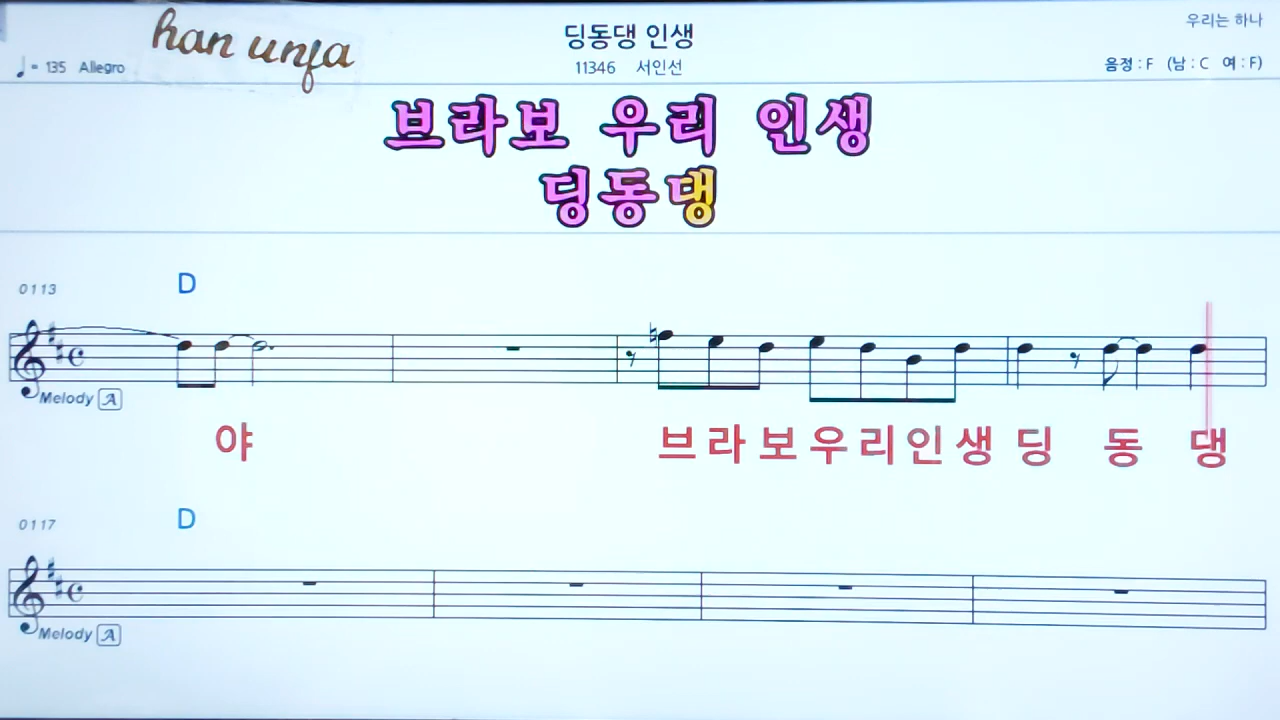 han unfa
딩동댕 인생
우리는 하나
♩= 135 Allegro
11346 서인선
음정 : F (남 : C 여 : F)
브라보 우리 인생
딩동댕
0113
D
Melody A
야 브라보우리인생 딩 동 댕
0117
D
Melody A